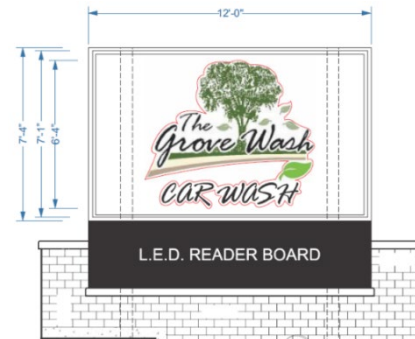 12'-0"
7'-4"
7'-1"
6'-4"
The
Grove Wash
CAR WASH
L.E.D. READER BOARD